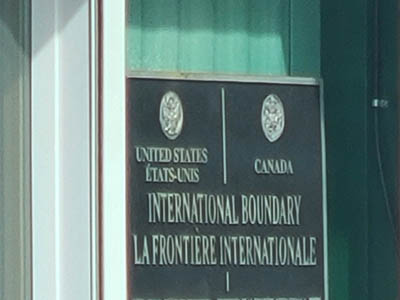 UNITED STATES
ÉTATS-UNIS
CANADA
INTERNATIONAL BOUNDARY
LA FRONTIÈRE INTERNATIONALE